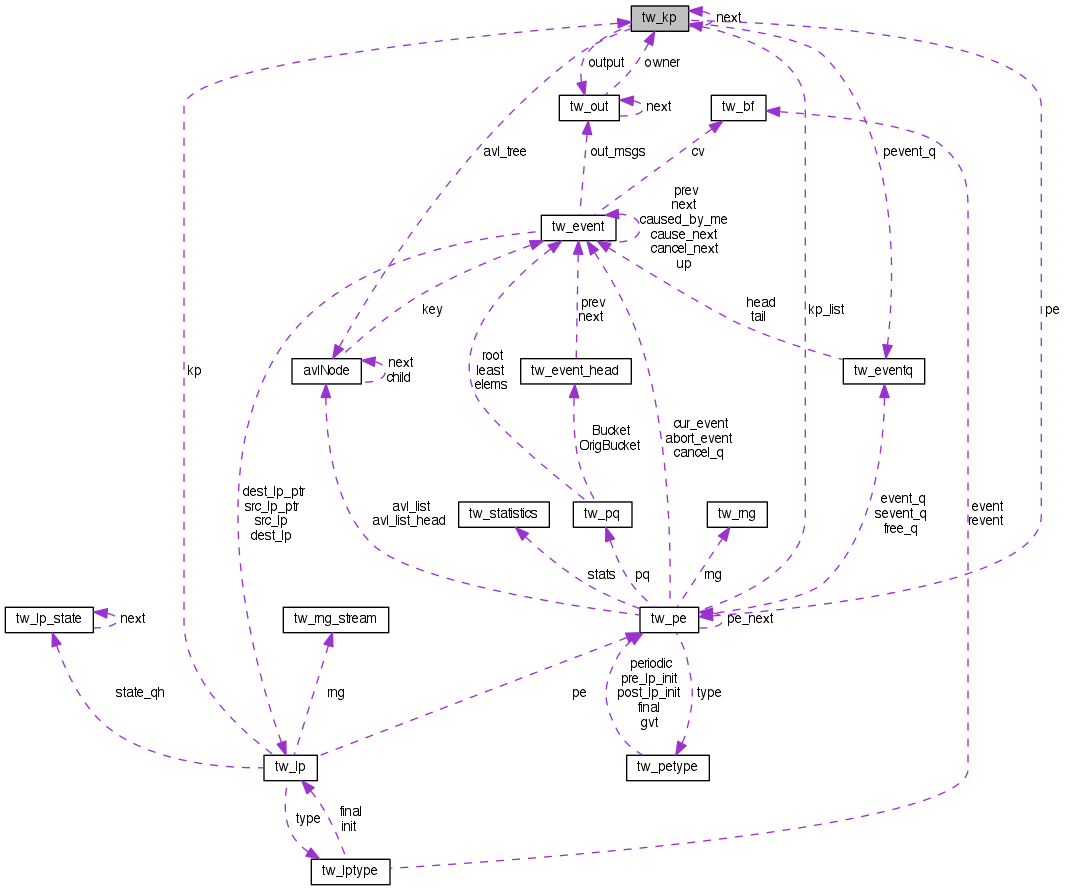 tw_kp
next
output
owner
tw_out
next
tw_bf
avl_tree
out_msgs
cv
pevent_q
prev
next
caused_by_me
cause_next
cancel_next
up
tw_event
key
prev
next
head
tail
kp_list
pe
kp
root
least
elems
avlNode
next
child
tw_event_head
tw_eventq
Bucket
OrigBucket
cur_event
abort_event
cancel_q
dest_lp_ptr
src_lp_ptr
src_lp
dest_lp
avl_list
avl_list_head
tw_statistics
tw_pq
tw_rng
event_q
sevent_q
free_q
event
revent
stats
pq
rng
tw_lp_state
next
tw_rng_stream
tw_pe
pe_next
state_qh
rng
pe
periodic
pre_lp_init
post_lp_init
final
gvt
type
tw_lp
tw_petype
type
final
init
tw_lptype